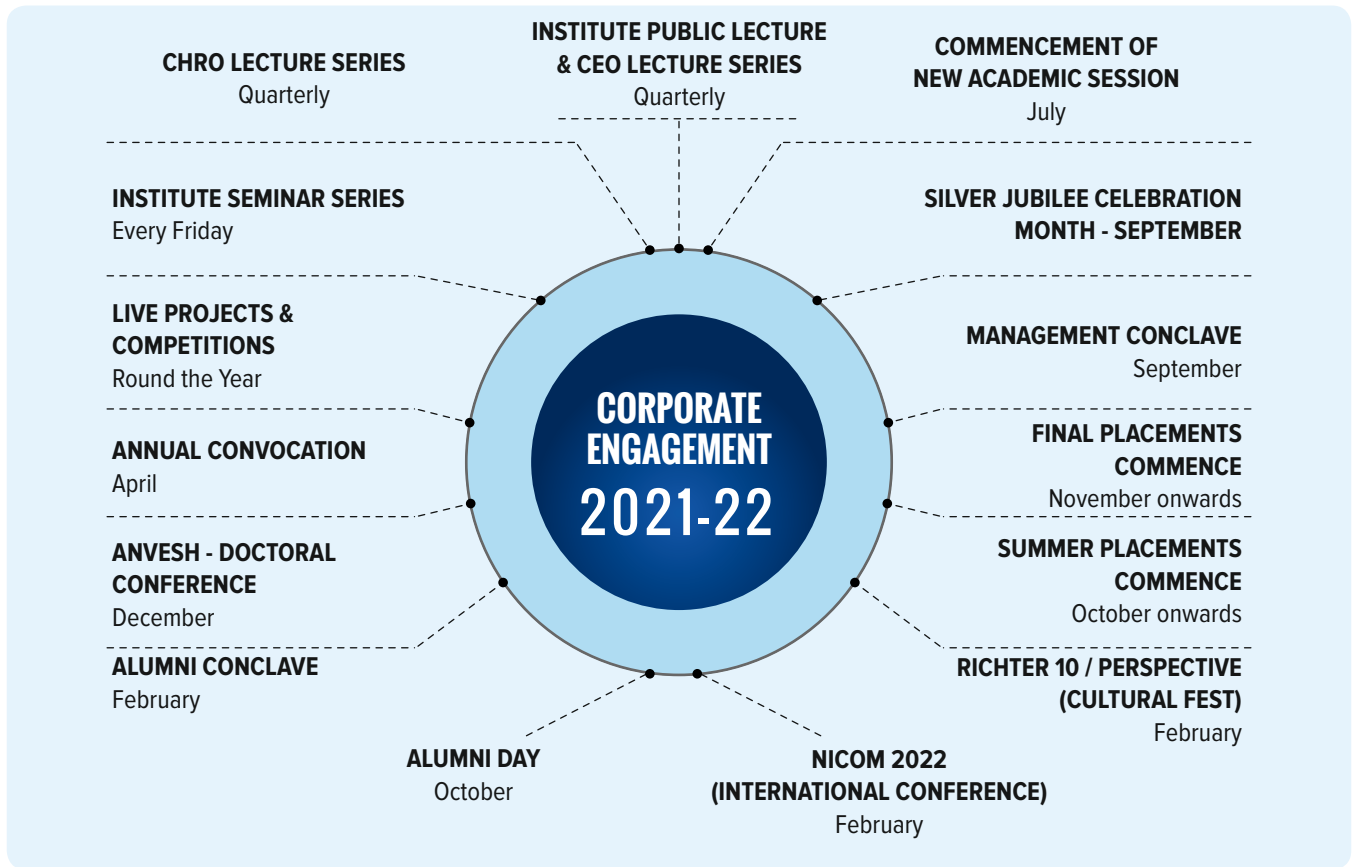 CHRO LECTURE SERIES
Quarterly
INSTITUTE PUBLIC LECTURE
& CEO LECTURE SERIES
Quarterly
COMMENCEMENT OF
NEW ACADEMIC SESSION
July
INSTITUTE SEMINAR SERIES
Every Friday
SILVER JUBILEE CELEBRATION
MONTH - SEPTEMBER
LIVE PROJECTS &
COMPETITIONS
Round the Year
MANAGEMENT CONCLAVE
September
CORPORATE
ENGAGEMENT
2021-22
ANNUAL CONVOCATION
April
FINAL PLACEMENTS
COMMENCE
November onwards
ANVESH - DOCTORAL
CONFERENCE
December
SUMMER PLACEMENTS
COMMENCE
October onwards
ALUMNI CONCLAVE
February
RICHTER 10 / PERSPECTIVE
(CULTURAL FEST)
February
ALUMNI DAY
October
NICOM 2022
(INTERNATIONAL CONFERENCE)
February